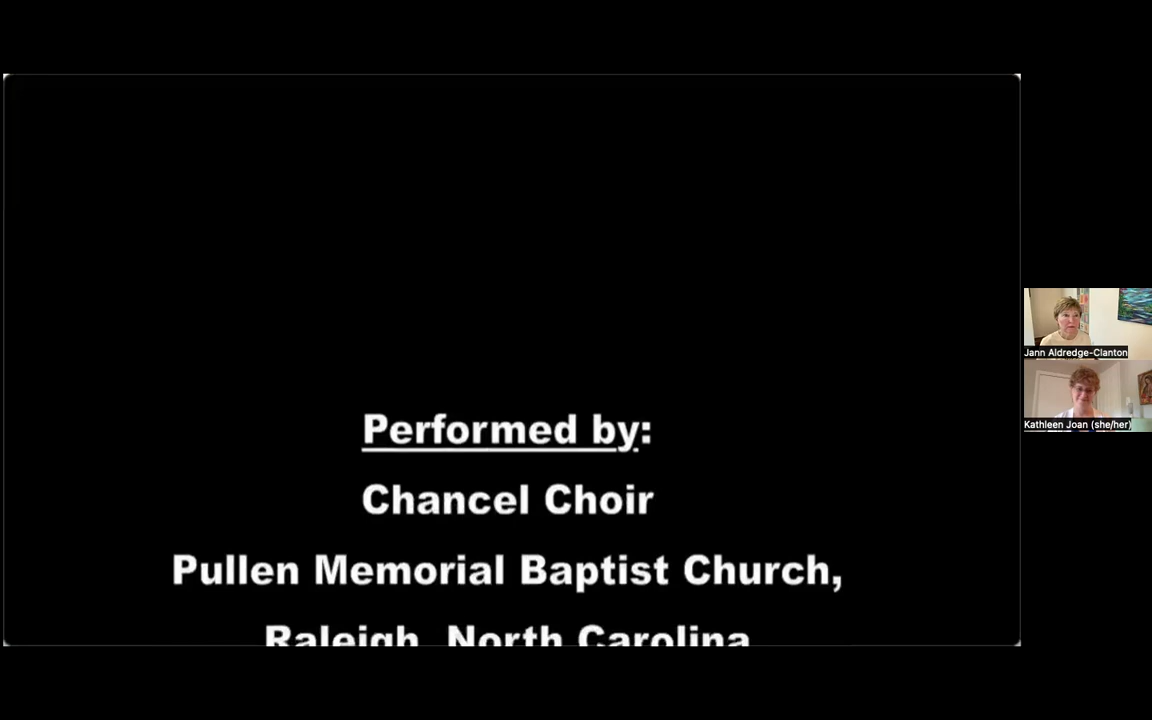 Performed by:
Chancel Choir
Pullen Memorial Baptist Church,
Raleigh, North Carolina
Jann Aldredge-Clanton
Kathleen Joan (she/her)